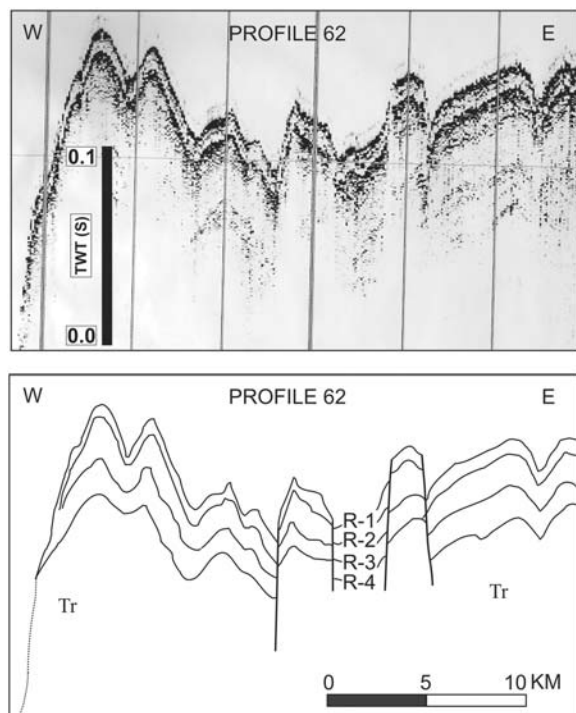 W PROFILE 62 E
0.1
TWT (S)
0.0
W PROFILE 62 E
R-1
R-2
R-3
R-4
Tr Tr
0 5 10 KM